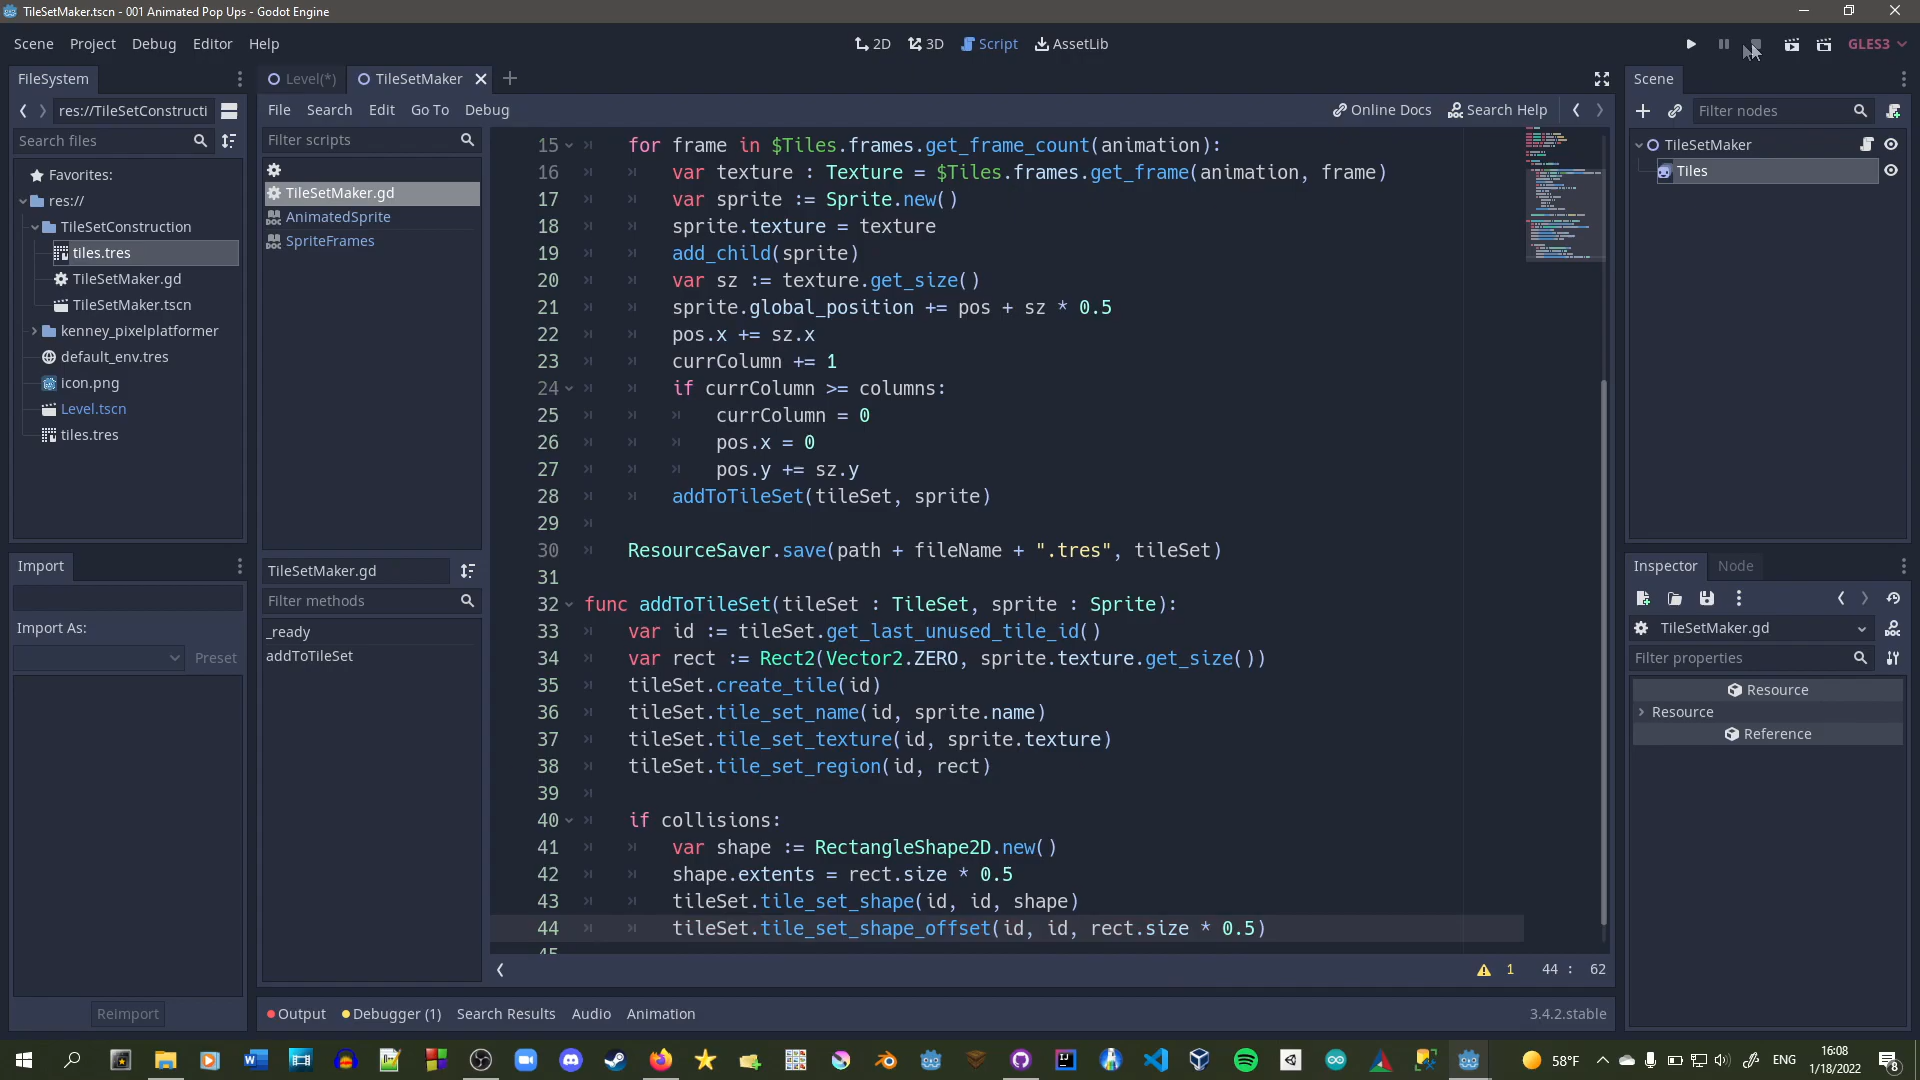 TileSetMaker.tscn - 001 Animated Pop Ups - Godot Engine
Scene Project Debug Editor Help
2D 3D Script AssetLib
GLES3
FileSystem
res://TileSetConstructi
Search files
Favorites:
res://
TileSetConstruction
tiles.tres
TileSetMaker.gd
TileSetMaker.tscn
kenney_pixelplatformer
default_env.tres
icon.png
Level.tscn
tiles.tres
Import
Import As:
Preset
Reimport
Level(*) TileSetMaker
File Search Edit Go To Debug
Online Docs Search Help
Filter scripts
TileSetMaker.gd
AnimatedSprite
SpriteFrames
TileSetMaker.gd
Filter methods
_ready
addToTileSet
15 for frame in $Tiles.frames.get_frame_count(animation):
16 var texture : Texture = $Tiles.frames.get_frame(animation, frame)
17 var sprite := Sprite.new()
18 sprite.texture = texture
19 add_child(sprite)
20 var sz := texture.get_size()
21 sprite.global_position += pos + sz * 0.5
22 pos.x += sz.x
23 currColumn += 1
24 if currColumn >= columns:
25 currColumn = 0
26 pos.x = 0
27 pos.y += sz.y
28 addToTileSet(tileSet, sprite)
29
30 ResourceSaver.save(path + fileName + ".tres", tileSet)
31
32 func addToTileSet(tileSet : TileSet, sprite : Sprite):
33 var id := tileSet.get_last_unused_tile_id()
34 var rect := Rect2(Vector2.ZERO, sprite.texture.get_size())
35 tileSet.create_tile(id)
36 tileSet.tile_set_name(id, sprite.name)
37 tileSet.tile_set_texture(id, sprite.texture)
38 tileSet.tile_set_region(id, rect)
39
40 if collisions:
41 var shape := RectangleShape2D.new()
42 shape.extents = rect.size * 0.5
43 tileSet.tile_set_shape(id, id, shape)
44 tileSet.tile_set_shape_offset(id, id, rect.size * 0.5)
45
1 44 : 62
Output Debugger (1) Search Results Audio Animation
3.4.2.stable
Scene
Filter nodes
TileSetMaker
Tiles
Inspector Node
TileSetMaker.gd
Filter properties
Resource
Resource
Reference
58°F
ENG
16:08
1/18/2022
8